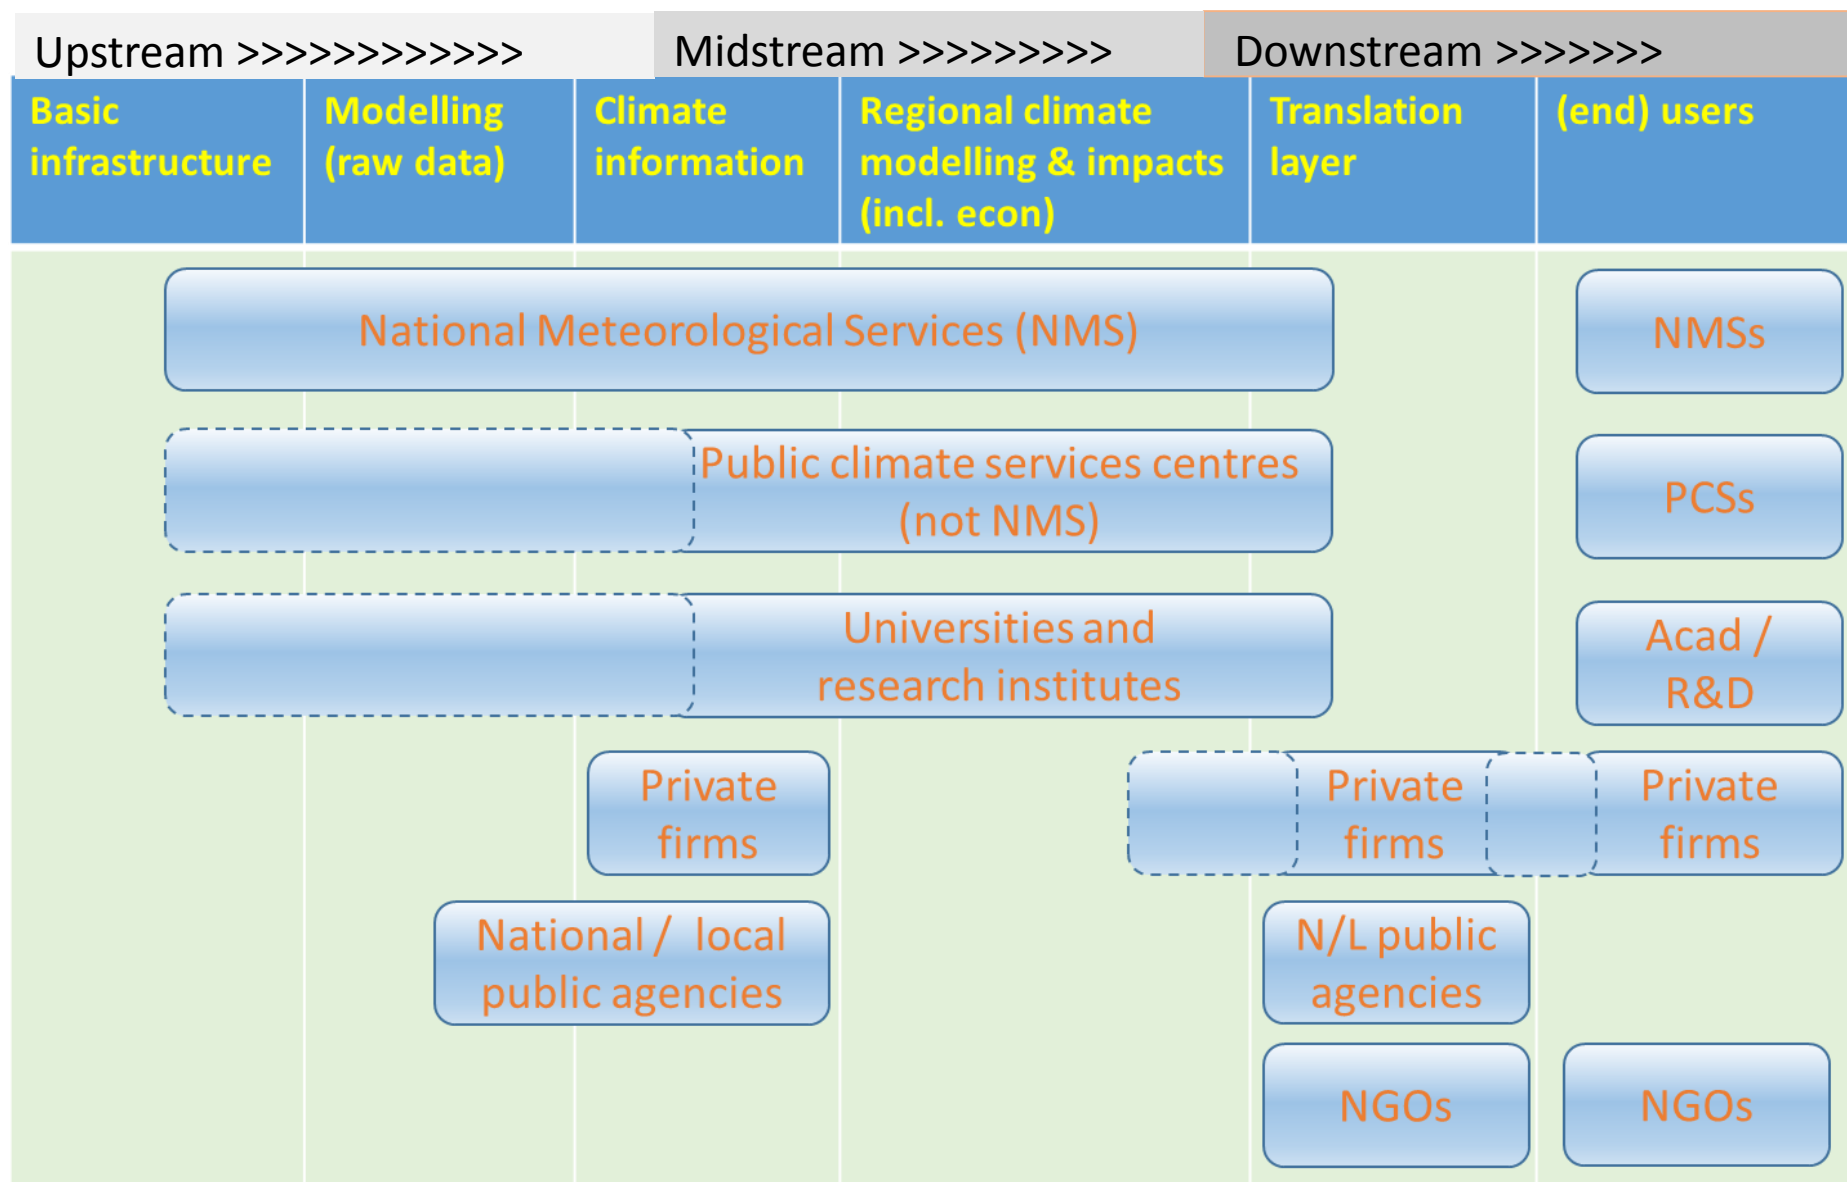 Upstream >>>>>>>>>>>>
Midstream >>>>>>>>>
Downstream >>>>>>>
Basic
infrastructure
Modelling
(raw data)
Climate
information
Regional climate
modelling & impacts
(incl. econ)
Translation
layer
(end) users
National Meteorological Services (NMS)
NMSs
Public climate services centres
(not NMS)
PCSs
Universities and
research institutes
Acad /
R&D
Private
firms
Private
firms
Private
firms
National / local
public agencies
N/L public
agencies
NGOs
NGOs